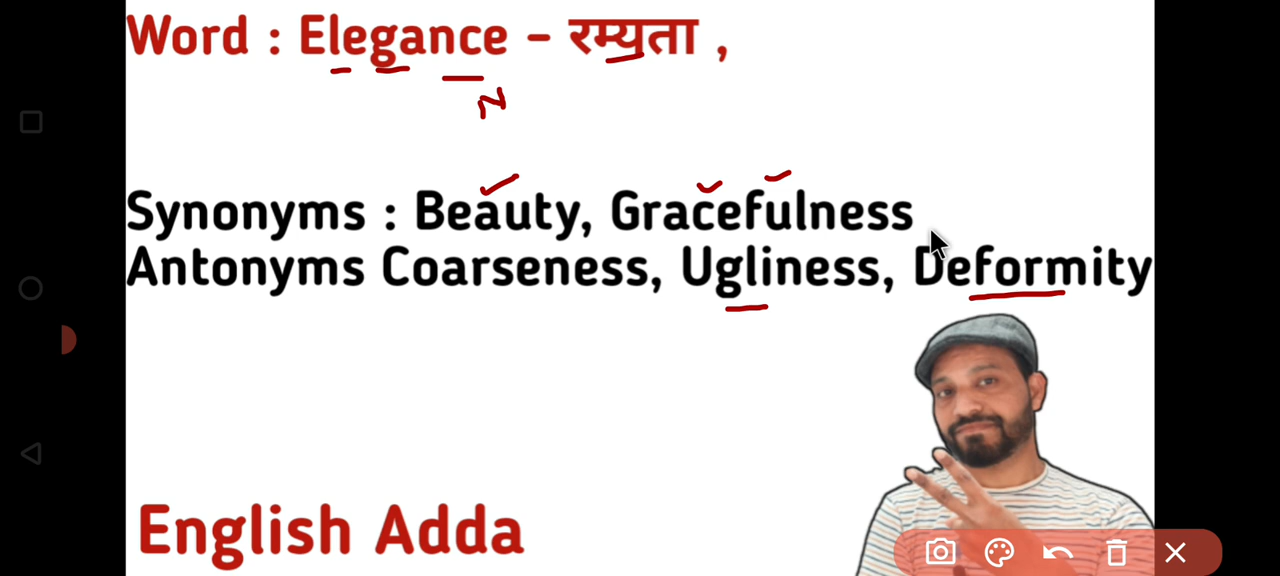 Word : Elegance - रम्यता ,
N
Synonyms : Beauty, Gracefulness
Antonyms Coarseness, Ugliness, Deformity
English Adda